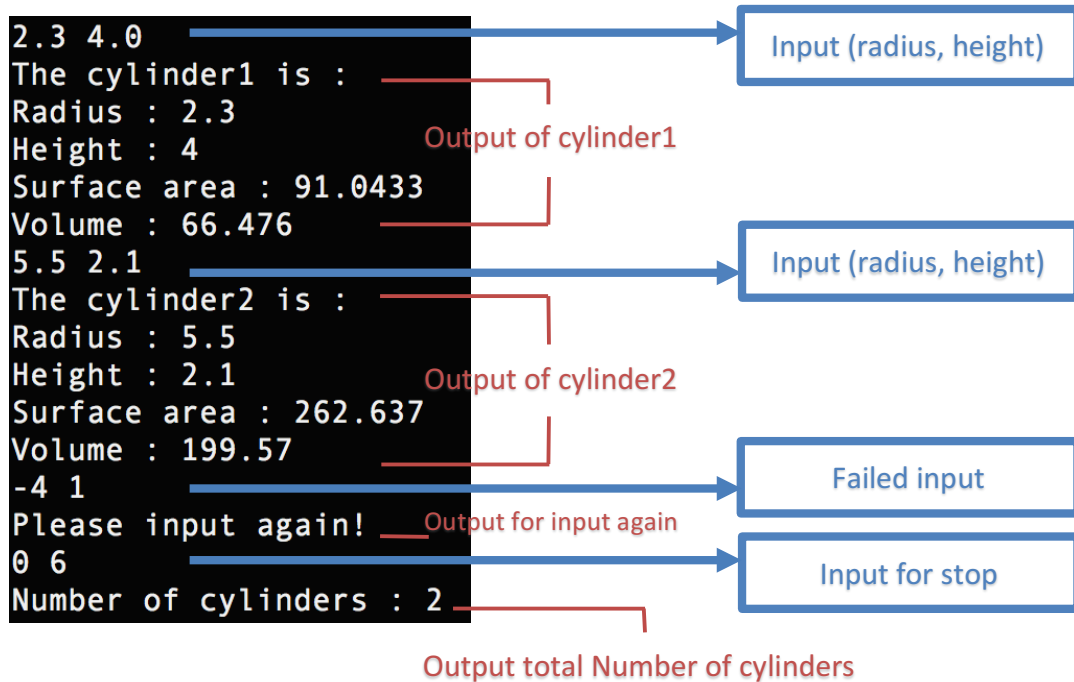 2.3 4.0
Input (radius, height)
The cylinder1 is :
Radius : 2.3
Height : 4
Output of cylinder1
Surface area : 91.0433
Volume : 66.476
5.5 2.1
Input (radius, height)
The cylinder2 is :
Radius : 5.5
Height : 2.1
Output of cylinder2
Surface area : 262.637
Volume : 199.57
-4 1
Failed input
Please input again!
Output for input again
0 6
Input for stop
Number of cylinders : 2
Output total Number of cylinders